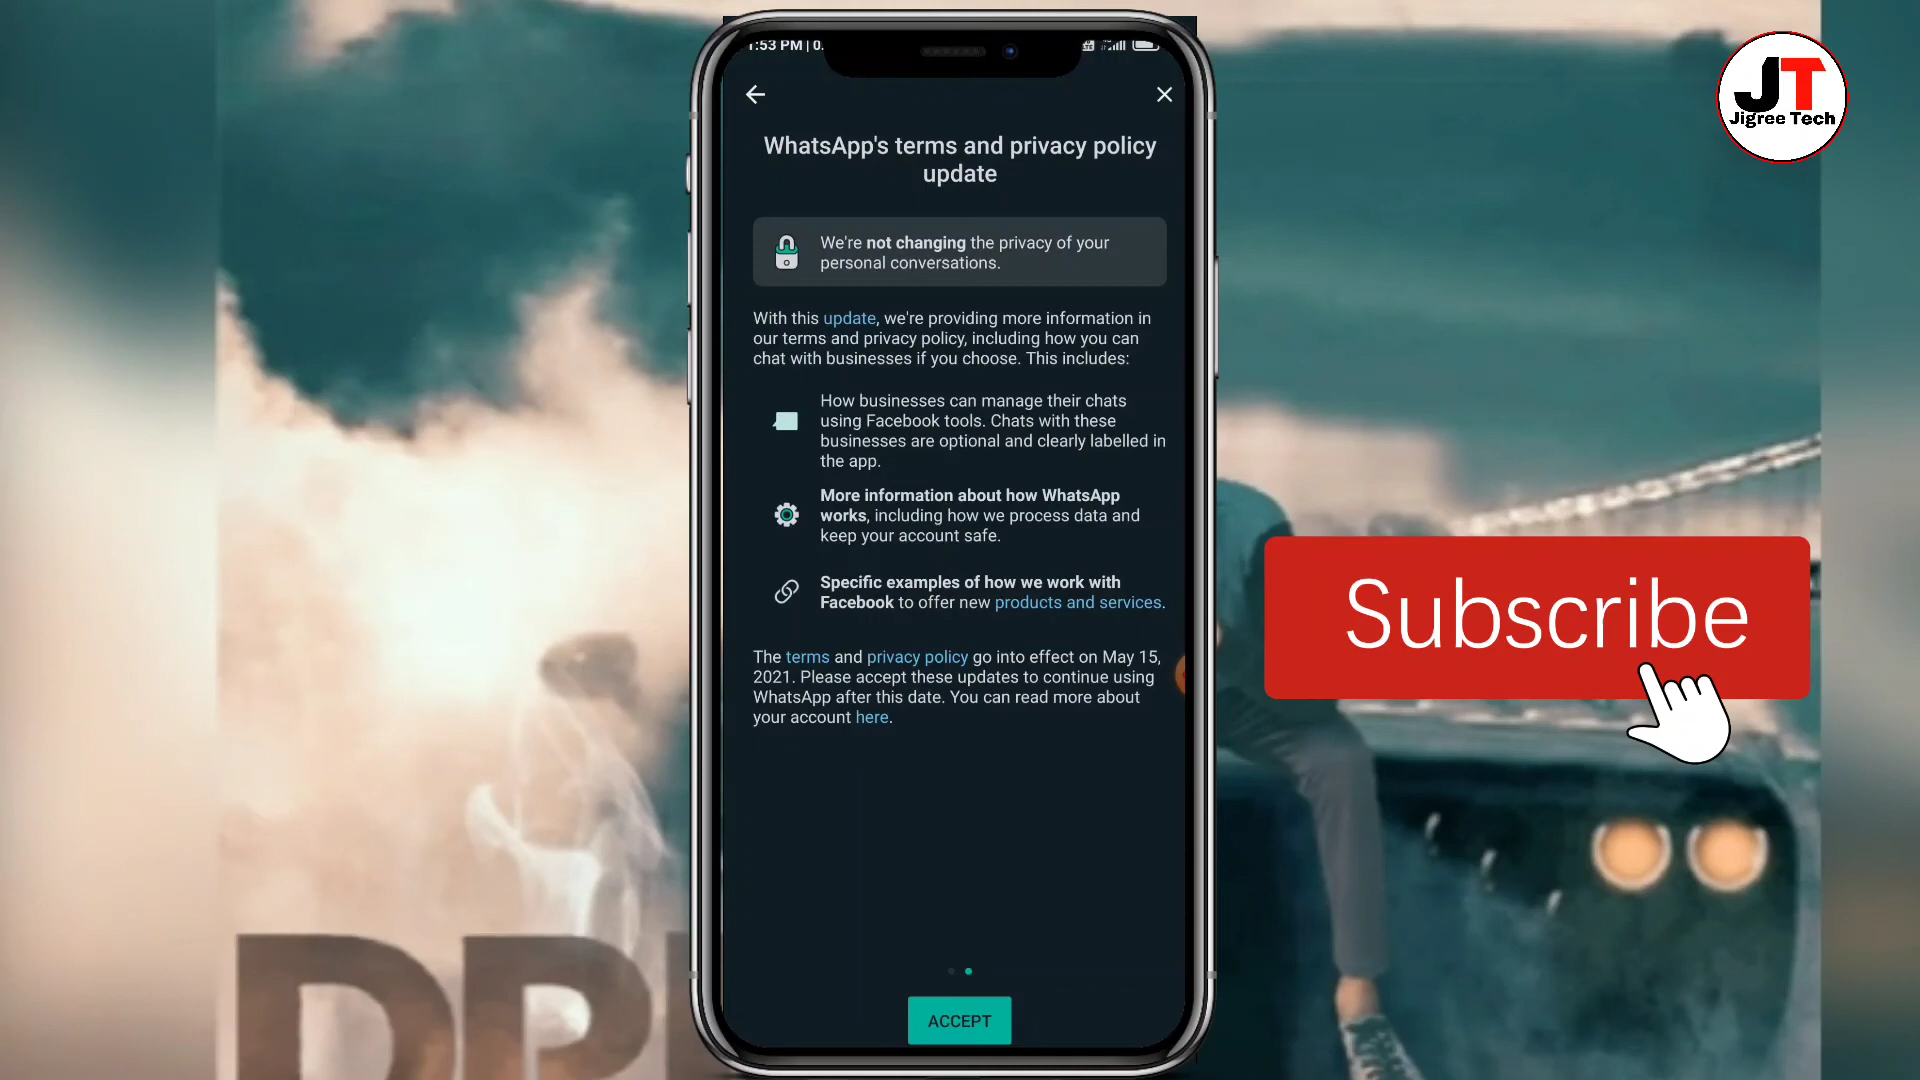 1:53 PM | 0.
WhatsApp's terms and privacy policy
update
We're not changing the privacy of your
personal conversations.
With this update, we're providing more information in
our terms and privacy policy, including how you can
chat with businesses if you choose. This includes:
How businesses can manage their chats
using Facebook tools. Chats with these
businesses are optional and clearly labelled in
the app.
More information about how WhatsApp
works, including how we process data and
keep your account safe.
Specific examples of how we work with
Facebook to offer new products and services.
The terms and privacy policy go into effect on May 15,
2021. Please accept these updates to continue using
WhatsApp after this date. You can read more about
your account here.
ACCEPT
JT
Jigree Tech
Subscribe